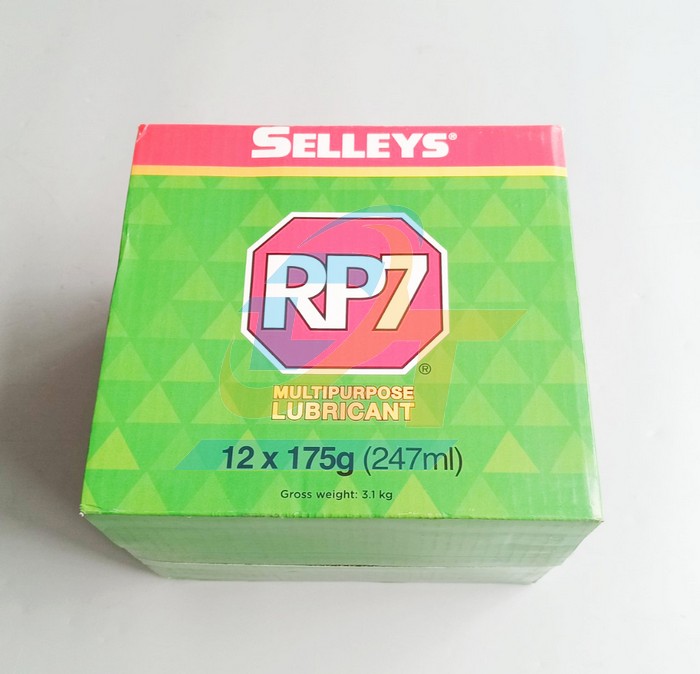 SELLEYS®
RP7®
MULTIPURPOSE
LUBRICANT
12 x 175g (247ml)
Gross weight: 3.1 kg